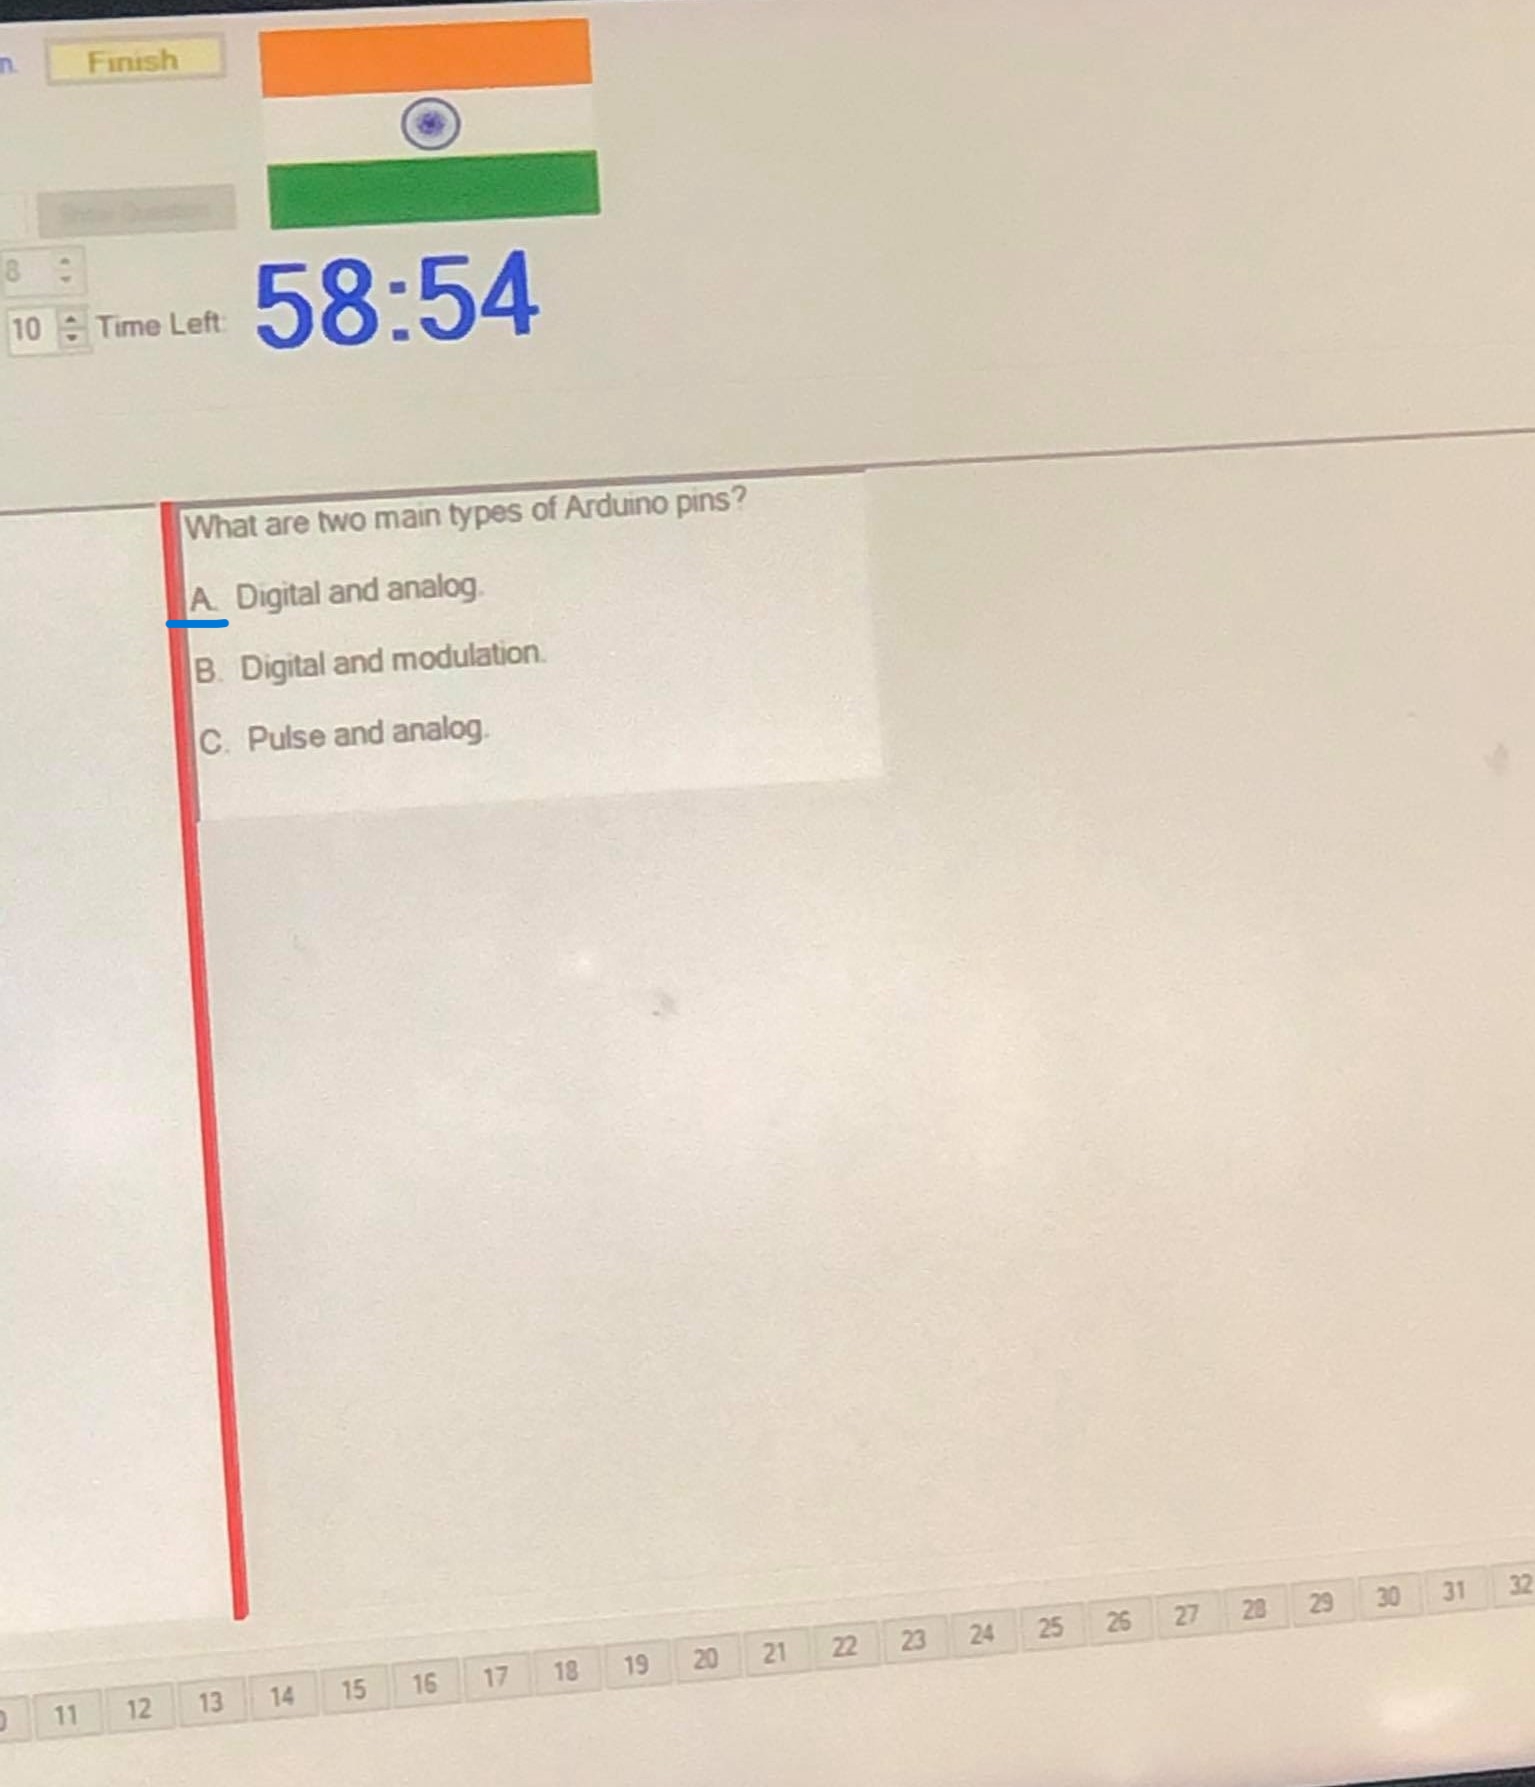 Finish
8
10 Time Left: 58:54
What are two main types of Arduino pins?
A. Digital and analog.
B. Digital and modulation.
C. Pulse and analog.
11 12 13 14 15 16 17 18 19 20 21 22 23 24 25 26 27 28 29 30 31 32